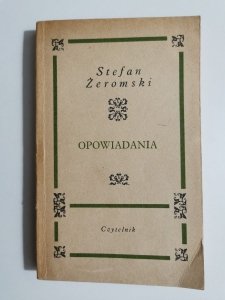 Stefan
Żeromski
OPOWIADANIA
Czytelnik